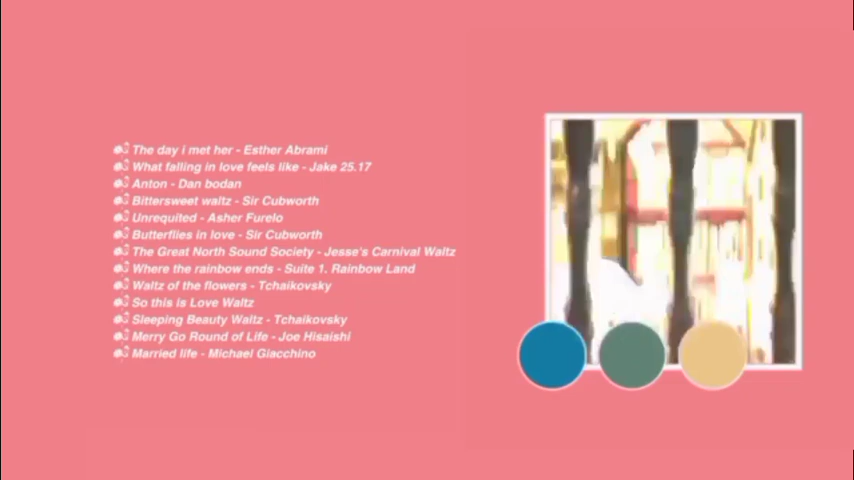 The day i met her - Esther Abrami
What falling in love feels like - Jake 25.17
Anton - Dan bodan
Bittersweet waltz - Sir Cubworth
Unrequited - Asher Furelo
Butterflies in love - Sir Cubworth
The Great North Sound Society - Jesse's Carnival Waltz
Where the rainbow ends - Suite 1. Rainbow Land
Waltz of the flowers - Tchaikovsky
So this is Love Waltz
Sleeping Beauty Waltz - Tchaikovsky
Merry Go Round of Life - Joe Hisaishi
Married life - Michael Giacchino